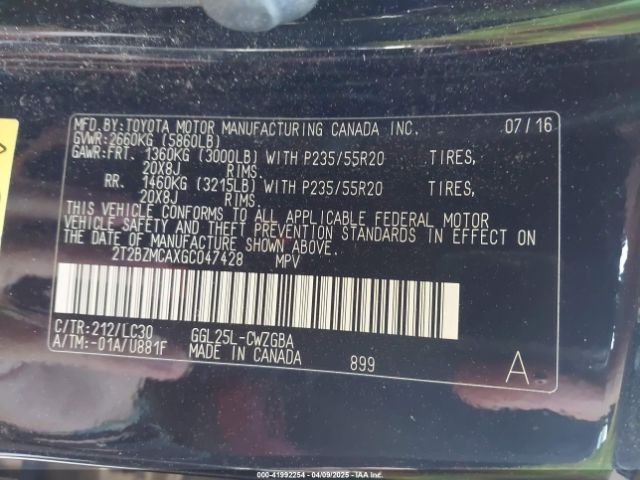 MFD.BY:TOYOTA MOTOR MANUFACTURING CANADA INC. 07/16
GVWR:2660KG (5860LB)
GAWR:FRT. 1360KG (3000LB) WITH P235/55R20 TIRES,
20X8J RIMS.
RR. 1460KG (3215LB) WITH P235/55R20 TIRES,
20X8J RIMS.
THIS VEHICLE CONFORMS TO ALL APPLICABLE FEDERAL MOTOR
VEHICLE SAFETY AND THEFT PREVENTION STANDARDS IN EFFECT ON
THE DATE OF MANUFACTURE SHOWN ABOVE.
2T2BZMCAXGC047428 MPV
C/TR:212/LC30 GGL25L-CWZGBA
A/TM:-01A/U881F MADE IN CANADA 899 A
000-41992254 - 04/09/2025 - IAA Inc.